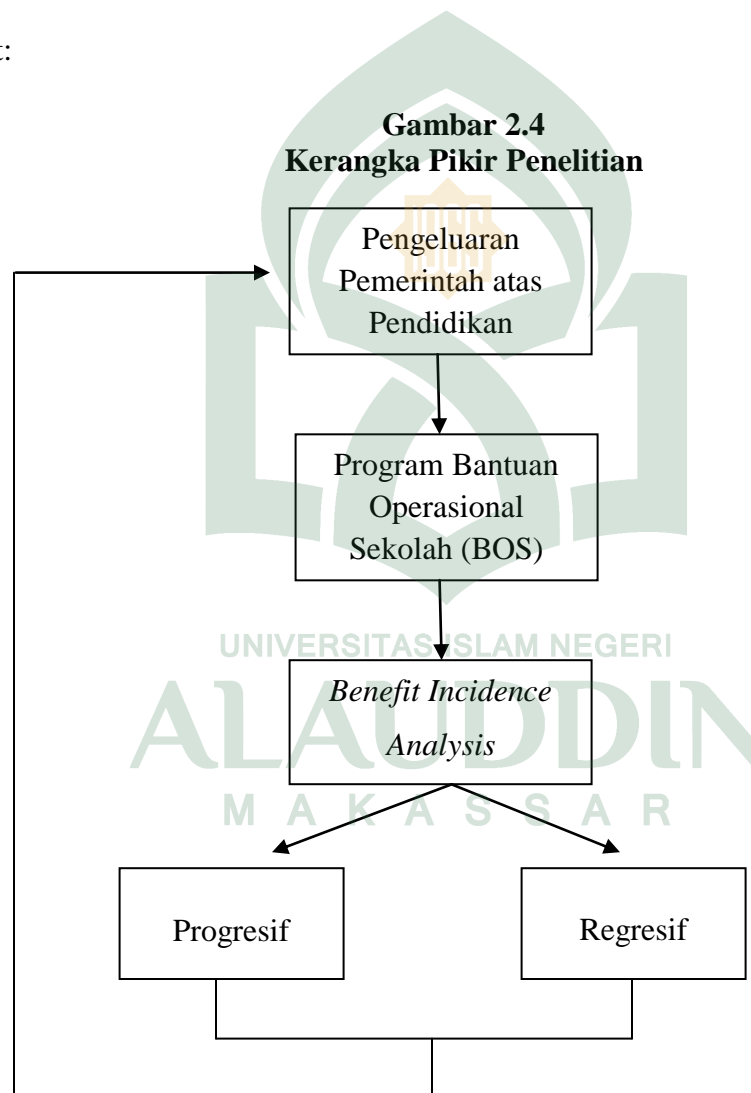 t:
Gambar 2.4
Kerangka Pikir Penelitian
Pengeluaran
Pemerintah atas
Pendidikan
Program Bantuan
Operasional
Sekolah (BOS)
UNIVERSITAS ISLAM NEGERI
Benefit Incidence
ALAUDDIN
Analysis
MAKASSAR
Progresif
Regresif